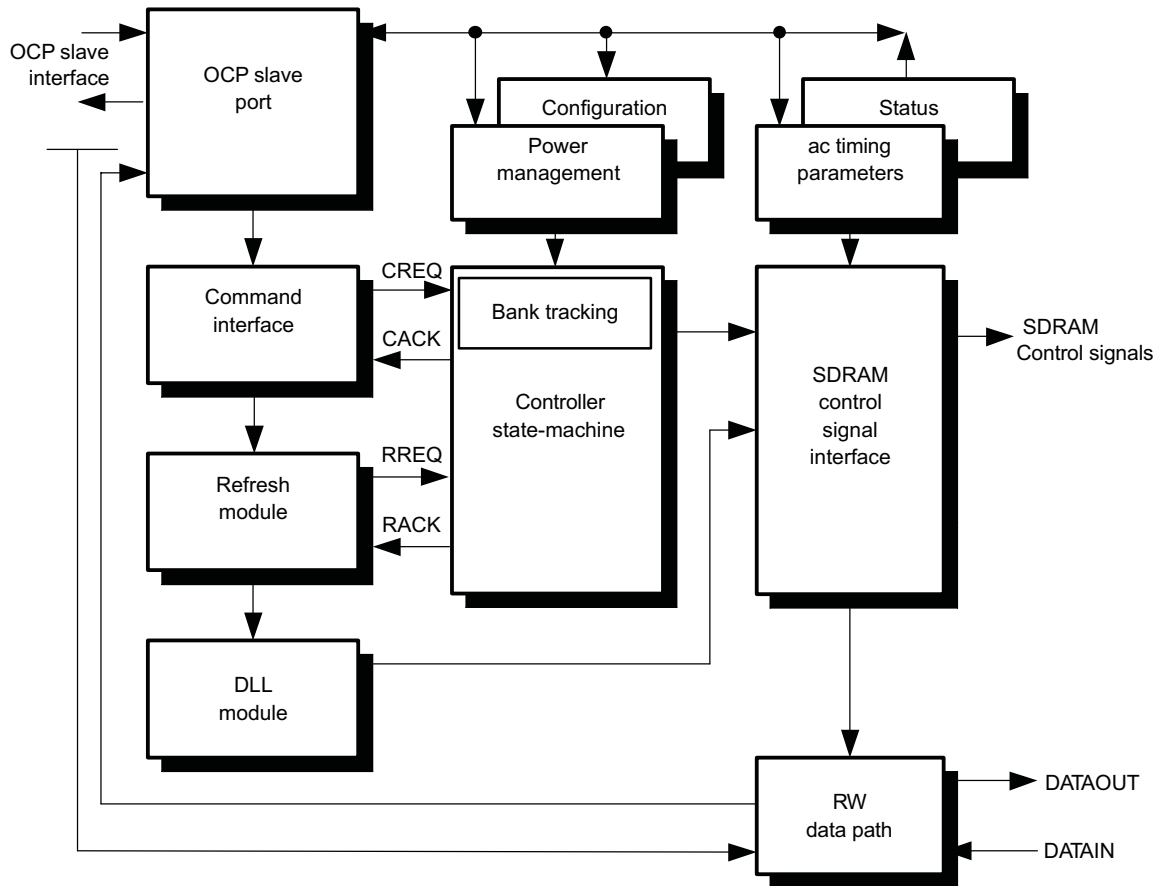 OCP slave
interface
OCP slave
port
Configuration
Power
management
Status
ac timing
parameters
Command
interface
CREQ
CACK
Bank tracking
Controller
state-machine
SDRAM
control
signal
interface
SDRAM
Control signals
Refresh
module
RREQ
RACK
DLL
module
RW
data path
DATAOUT
DATAIN